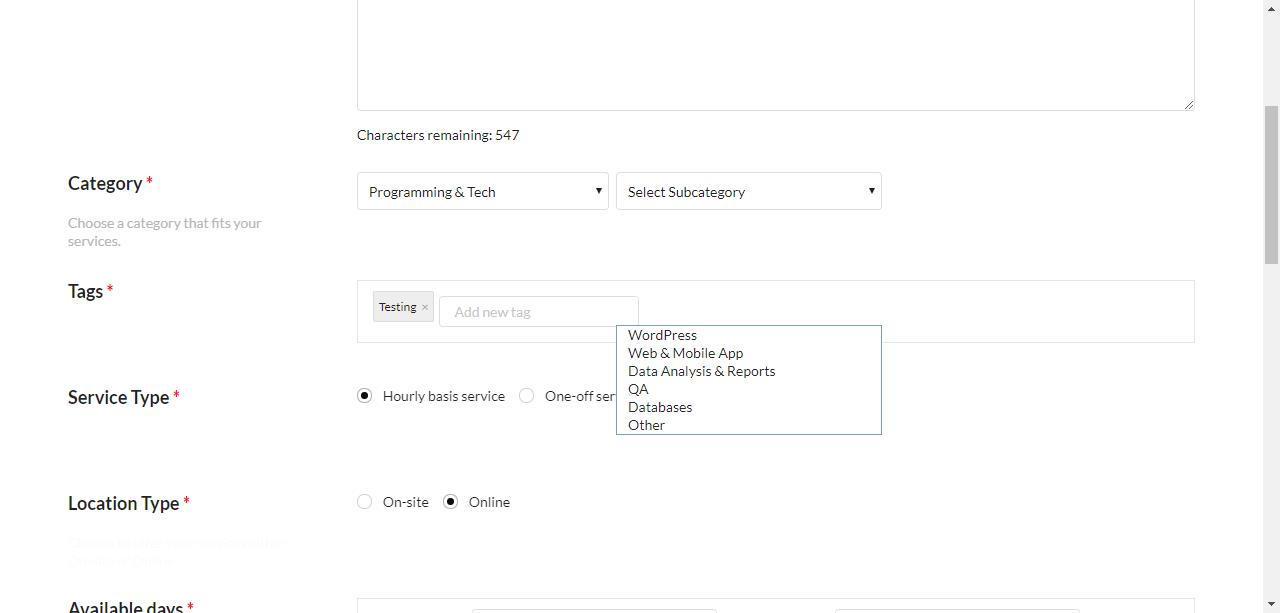 Characters remaining: 547
Category *
Programming & Tech
Select Subcategory
Choose a category that fits your
services.
Tags *
Testing ×
Add new tag
WordPress
Web & Mobile App
Data Analysis & Reports
QA
Databases
Other
Service Type *
Hourly basis service
One-off ser
Location Type *
On-site
Online
Available days *